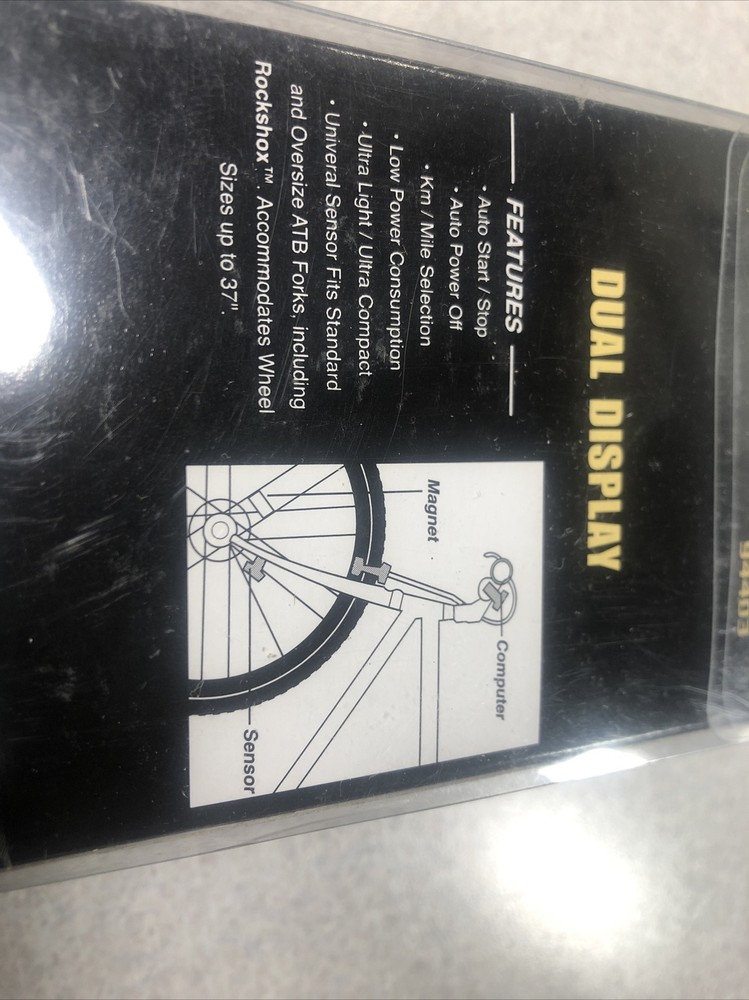 DUAL DISPLAY
FEATURES
• Auto Start / Stop
• Auto Power Off
• Km / Mile Selection
• Low Power Consumption
• Ultra Light / Ultra Compact
• Univeral Sensor Fits Standard
and Oversize ATB Forks, including
Rockshox™. Accommodates Wheel
Sizes up to 37".
Computer
Magnet
Sensor